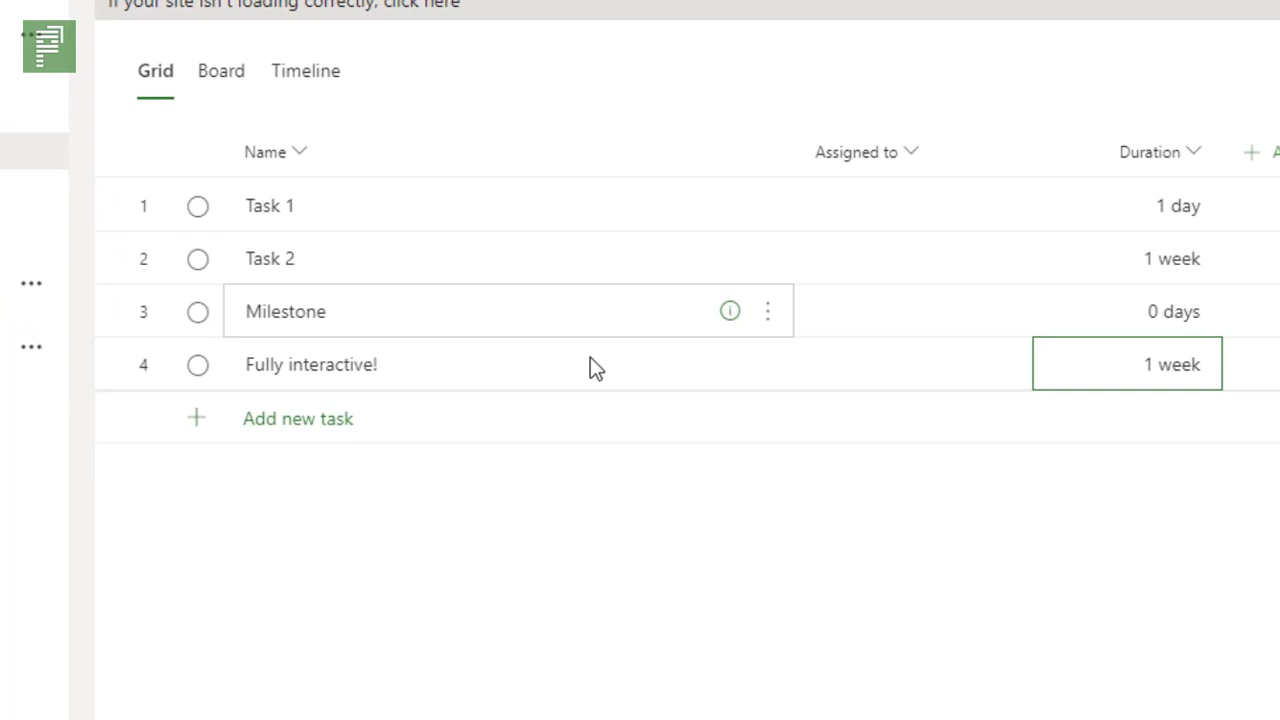 If your site isn't loading correctly, click here
Grid Board Timeline
Name Assigned to Duration
1 Task 1 1 day
2 Task 2 1 week
3 Milestone 0 days
4 Fully interactive! 1 week
Add new task